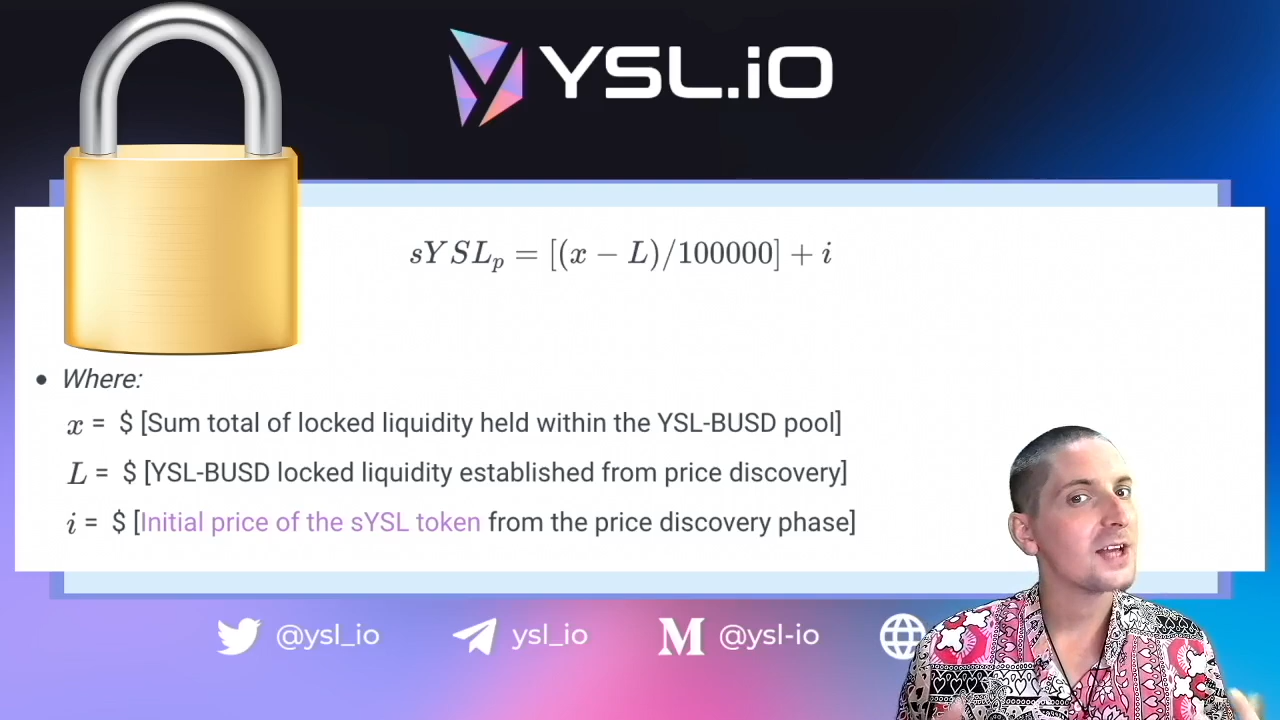 YSL.iO
sYSLp = [(x − L)/100000] + i
• Where:
x = $ [Sum total of locked liquidity held within the YSL-BUSD pool]
L = $ [YSL-BUSD locked liquidity established from price discovery]
i = $ [Initial price of the sYSL token from the price discovery phase]
@ysl_io ysl_io @ysl-io